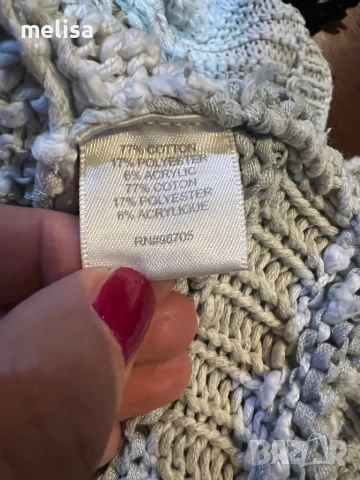 melisa
77% COTTON
17% POLYESTER
6% ACRYLIC
77% COTON
17% POLYESTER
6% ACRYLIQUE
RN#96705
BAZAR